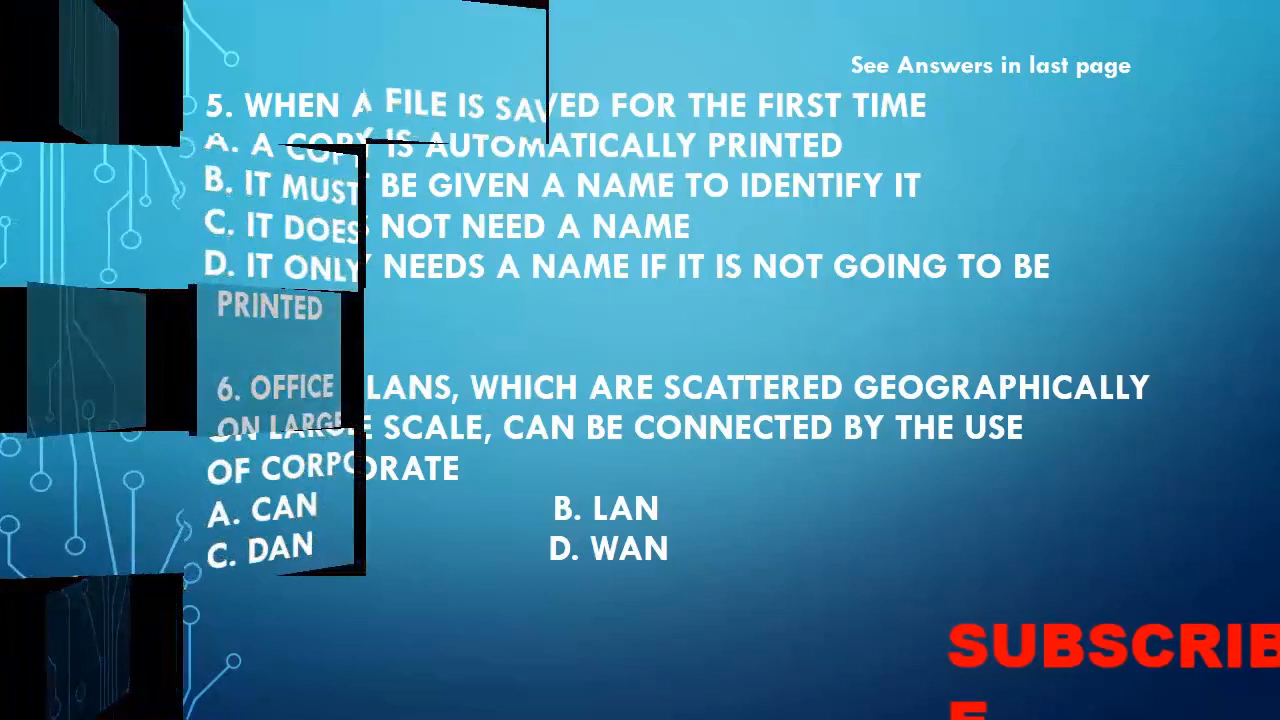 See Answers in last page
5. WHEN A FILE IS SAVED FOR THE FIRST TIME
A. A COPY IS AUTOMATICALLY PRINTED
B. IT MUST BE GIVEN A NAME TO IDENTIFY IT
C. IT DOES NOT NEED A NAME
D. IT ONLY NEEDS A NAME IF IT IS NOT GOING TO BE
PRINTED
6. OFFICE LANS, WHICH ARE SCATTERED GEOGRAPHICALLY
ON LARGE SCALE, CAN BE CONNECTED BY THE USE
OF CORPORATE
A. CAN B. LAN
C. DAN D. WAN
SUBSCRIB
E